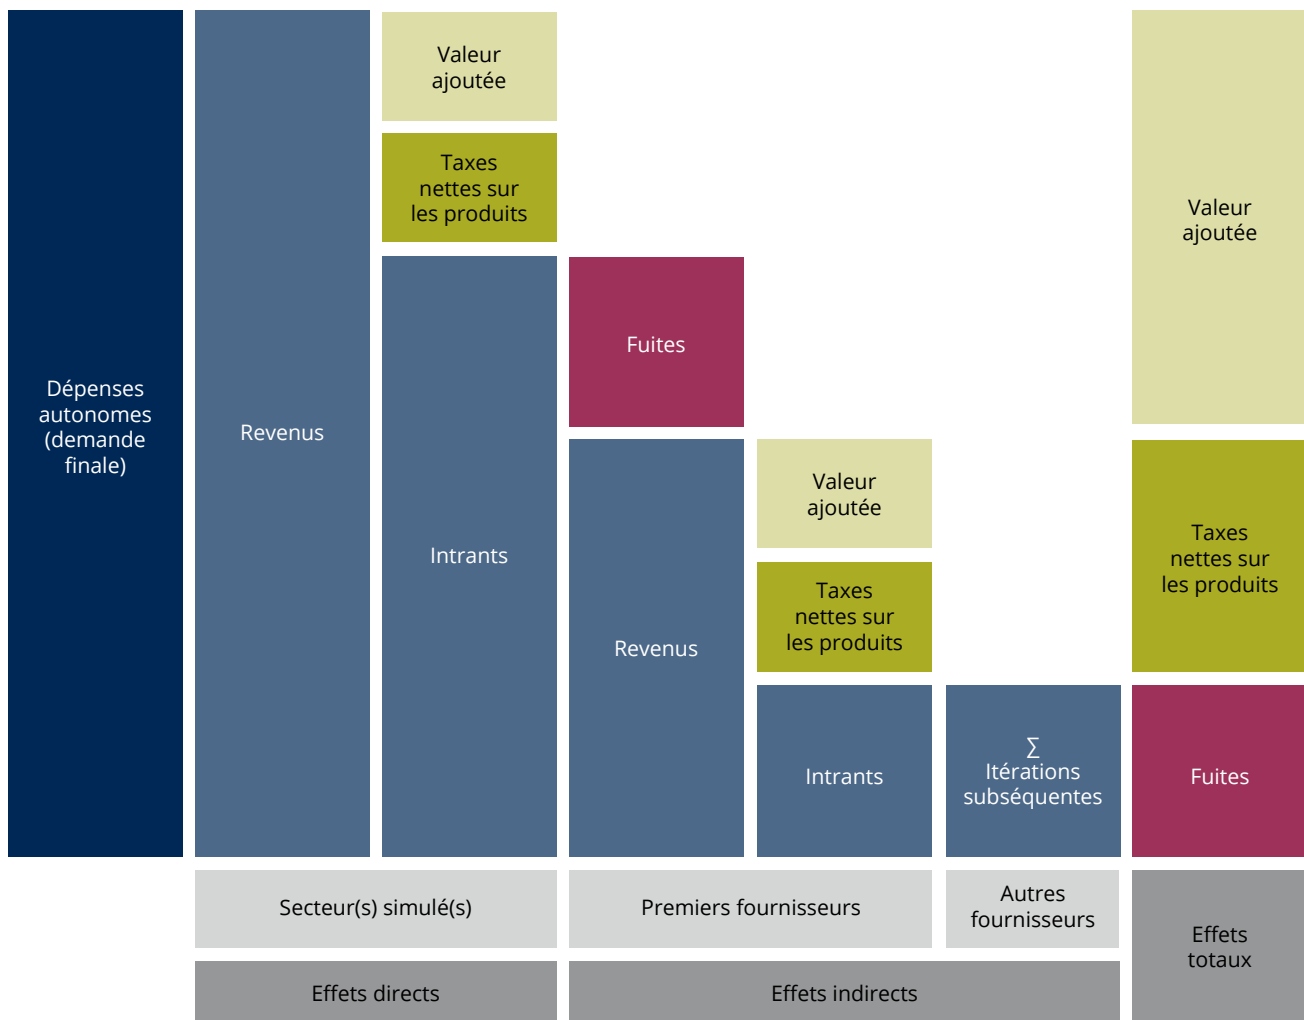 Dépenses
autonomes
(demande
finale)
Revenus
Valeur
ajoutée
Taxes
nettes sur
les produits
Intrants
Fuites
Revenus
Valeur
ajoutée
Taxes
nettes sur
les produits
Intrants
∑
Itérations
subséquentes
Valeur
ajoutée
Taxes
nettes sur
les produits
Fuites
Secteur(s) simulé(s)
Premiers fournisseurs
Autres
fournisseurs
Effets
totaux
Effets directs
Effets indirects